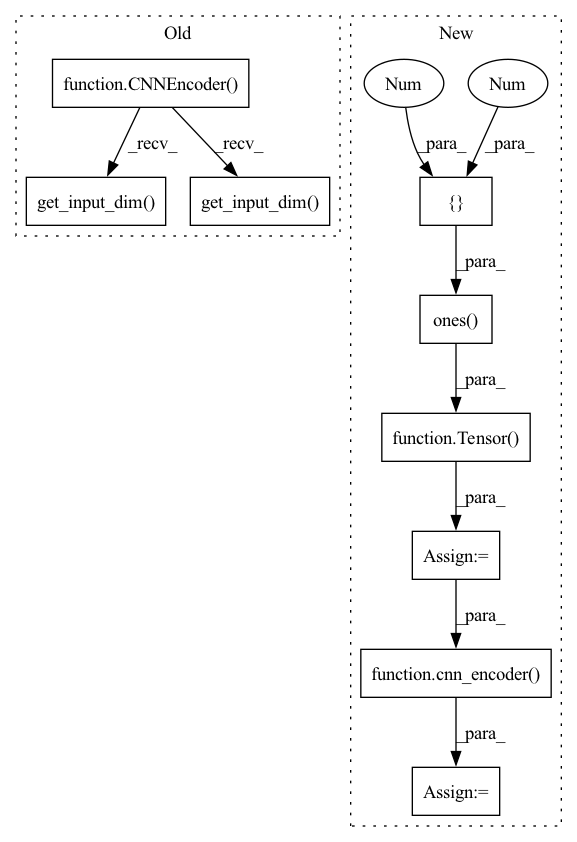 Old
function.CNNEncoder()
_recv_
_recv_
get_input_dim()
get_input_dim()
New
Num
Num
_para_
_para_
{}
_para_
ones()
_para_
function.Tensor()
_para_
Assign:=
_para_
function.cnn_encoder()
_para_
Assign:=